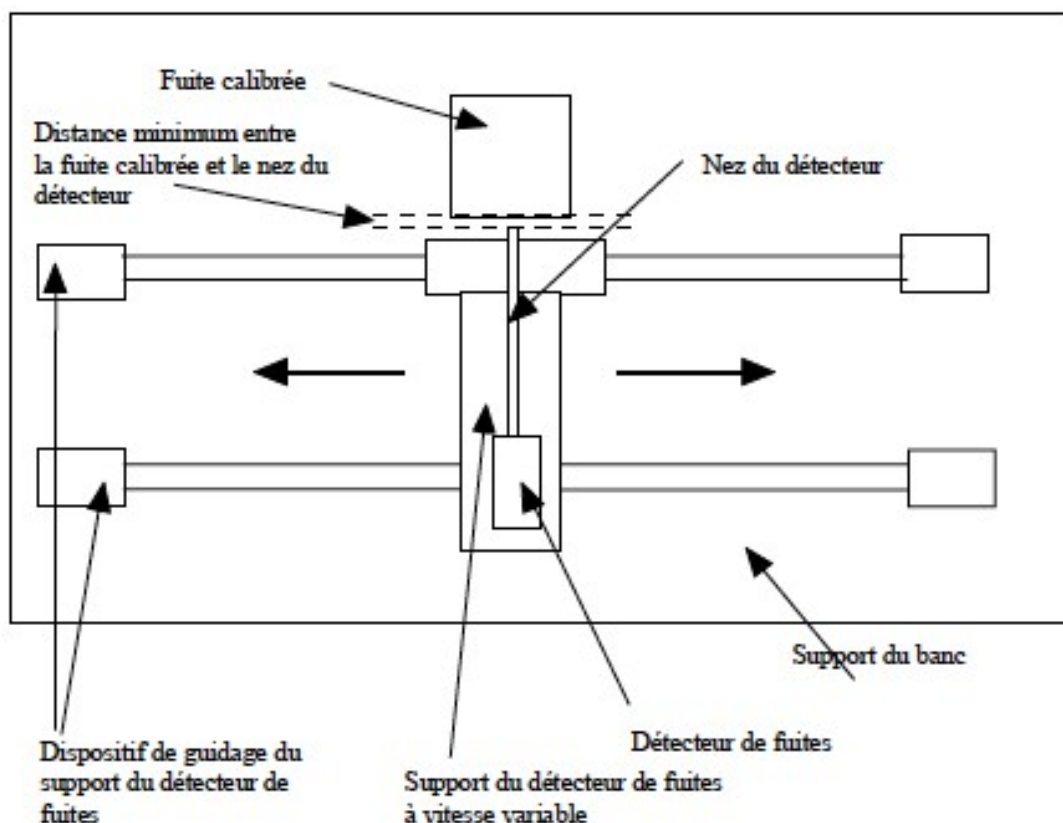 Fuite calibrée
Distance minimum entre
la fuite calibrée et le nez du
détecteur
Nez du détecteur
Support du banc
Détecteur de fuites
Dispositif de guidage du
support du détecteur de
fuites
Support du détecteur de fuites
à vitesse variable